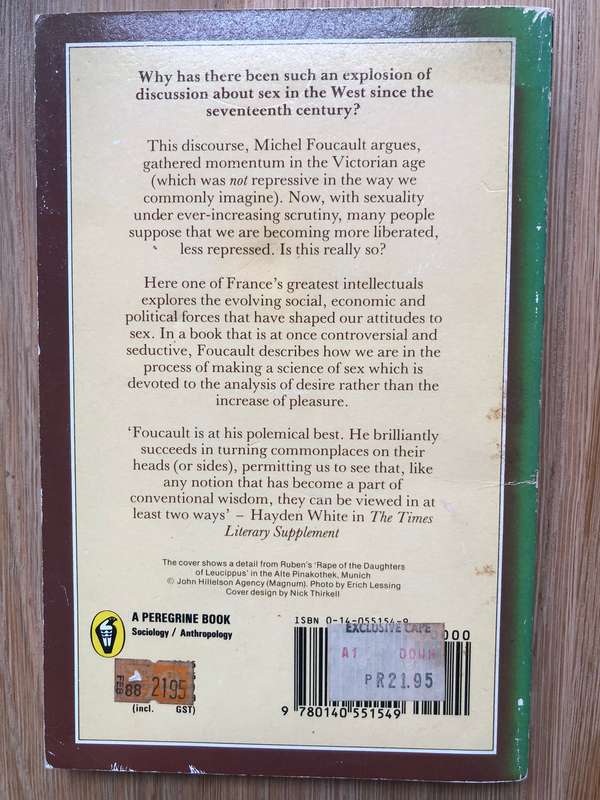 Why has there been such an explosion of
discussion about sex in the West since the
seventeenth century?
This discourse, Michel Foucault argues,
gathered momentum in the Victorian age
(which was not repressive in the way we
commonly imagine). Now, with sexuality
under ever-increasing scrutiny, many people
suppose that we are becoming more liberated,
less repressed. Is this really so?
Here one of France's greatest intellectuals
explores the evolving social, economic and
political forces that have shaped our attitudes to
sex. In a book that is at once controversial and
seductive, Foucault describes how we are in the
process of making a science of sex which is
devoted to the analysis of desire rather than the
increase of pleasure.
‘Foucault is at his polemical best. He brilliantly
succeeds in turning commonplaces on their
heads (or sides), permitting us to see that, like
any notion that has become a part of
conventional wisdom, they can be viewed in at
least two ways’ – Hayden White in The Times
Literary Supplement
The cover shows a detail from Ruben's ‘Rape of the Daughters
of Leucippus’ in the Alte Pinakothek, Munich
© John Hillelson Agency (Magnum). Photo by Erich Lessing
Cover design by Nick Thirkell
A PEREGRINE BOOK
Sociology / Anthropology
FEB 88 2195
(incl. GST)
ISBN 0-14-055154-9
EXCLUSIVE CAPE
A1
PR21.95
9 780140 551549